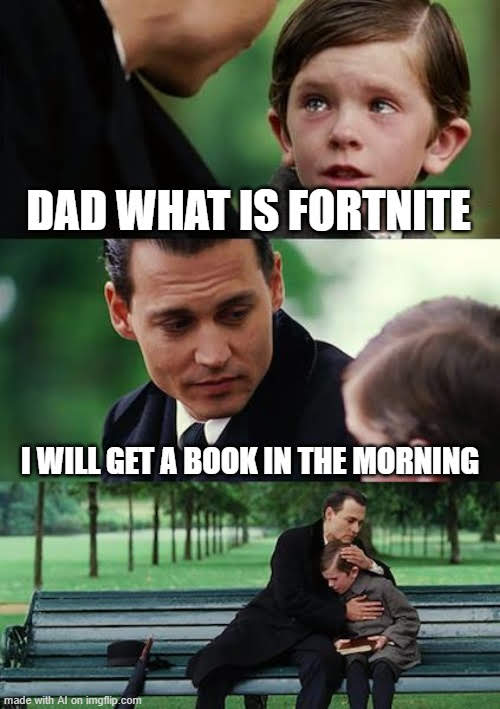 DAD WHAT IS FORTNITE
I WILL GET A BOOK IN THE MORNING
made with AI on imgflip.com